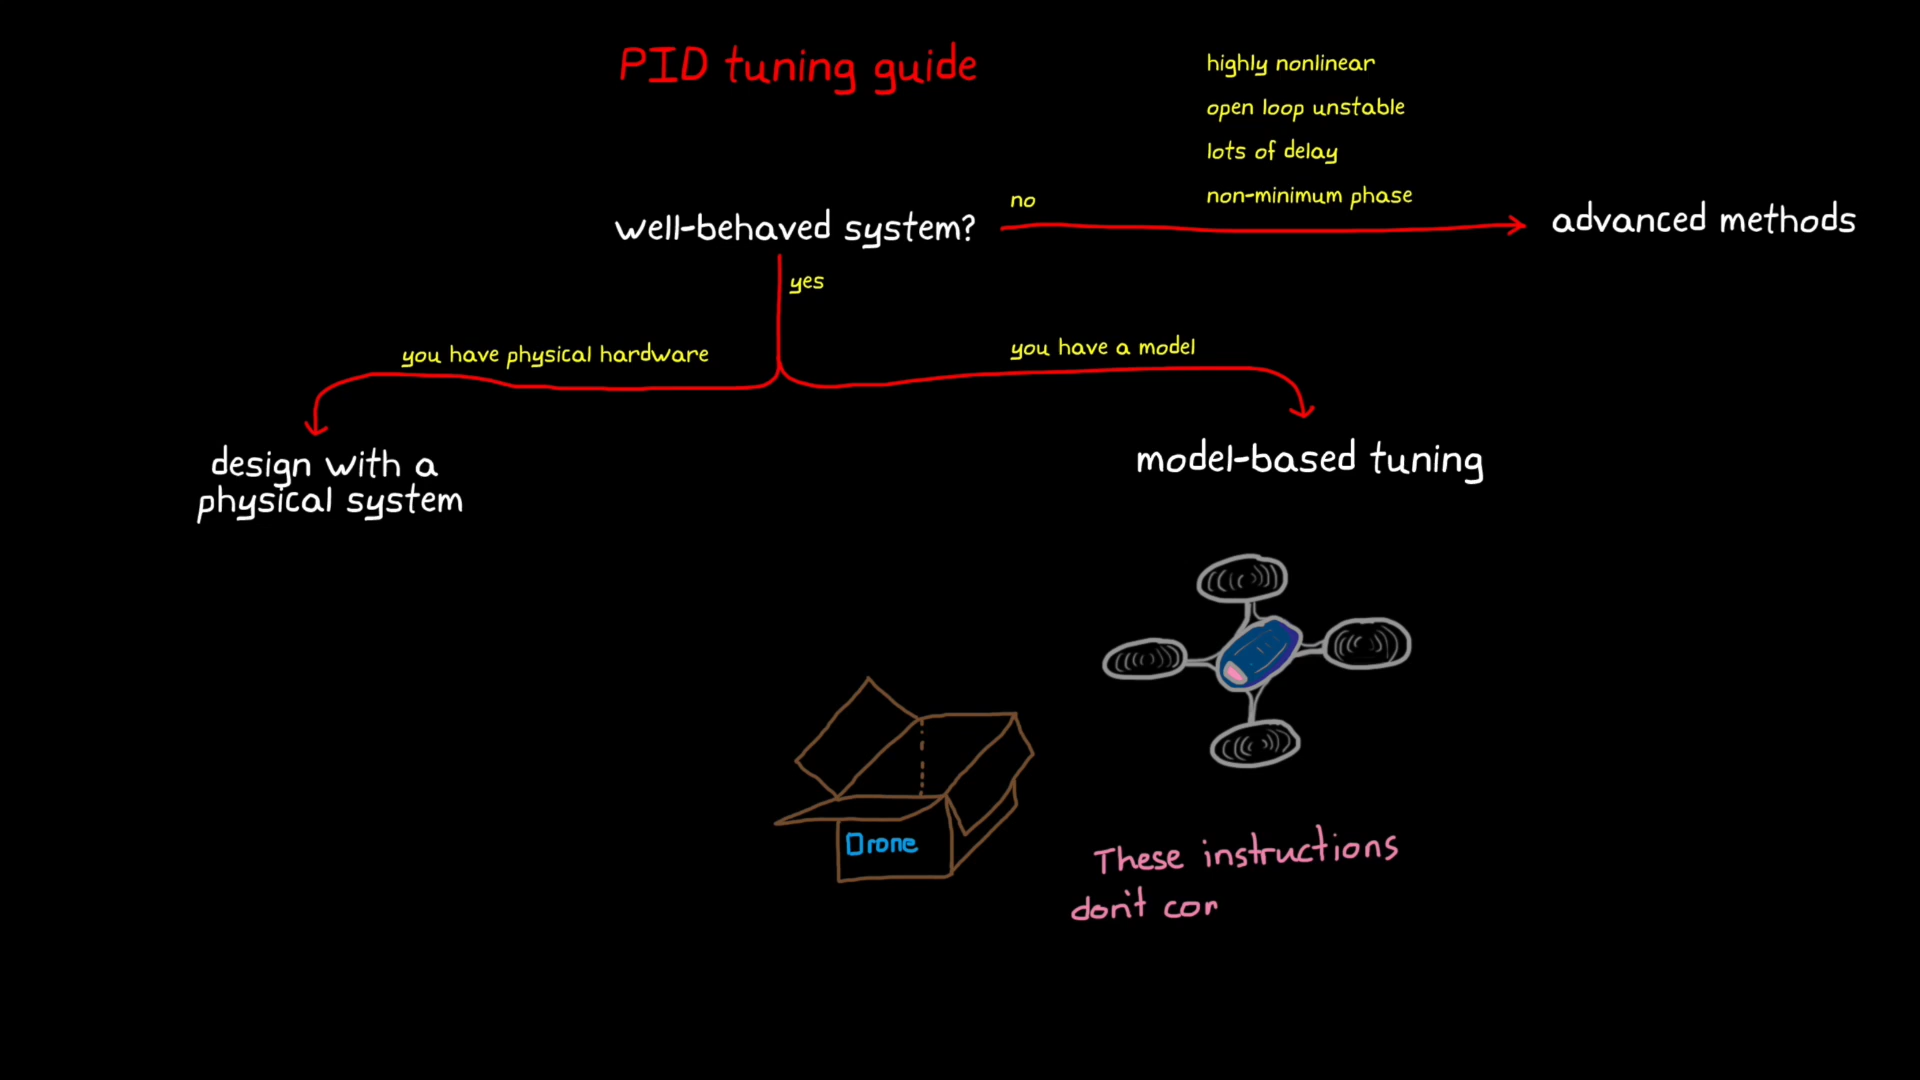 PID tuning guide
highly nonlinear
open loop unstable
lots of delay
non-minimum phase
well-behaved system?
no
advanced methods
yes
you have physical hardware
you have a model
design with a
physical system
model-based tuning
Drone
These instructions
don't cor